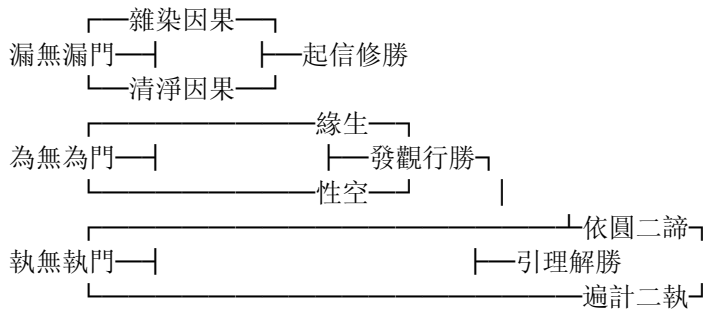 雜染因果
漏無漏門 起信修勝
清淨因果
緣生
為無為門 發觀行勝
性空
依圓二諦
執無執門 引理解勝
遍計二執